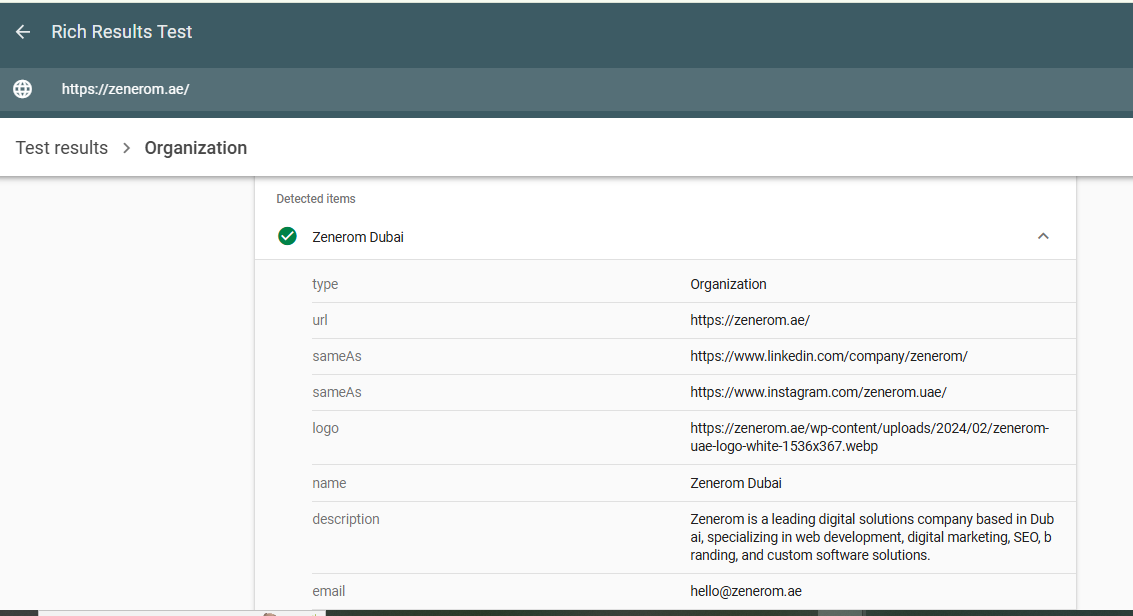 Rich Results Test
https://zenerom.ae/
Test results > Organization
Detected items
Zenerom Dubai
type Organization
url https://zenerom.ae/
sameAs https://www.linkedin.com/company/zenerom/
sameAs https://www.instagram.com/zenerom.uae/
logo https://zenerom.ae/wp-content/uploads/2024/02/zenerom-
uae-logo-white-1536x367.webp
name Zenerom Dubai
description Zenerom is a leading digital solutions company based in Dub
ai, specializing in web development, digital marketing, SEO, b
randing, and custom software solutions.
email hello@zenerom.ae